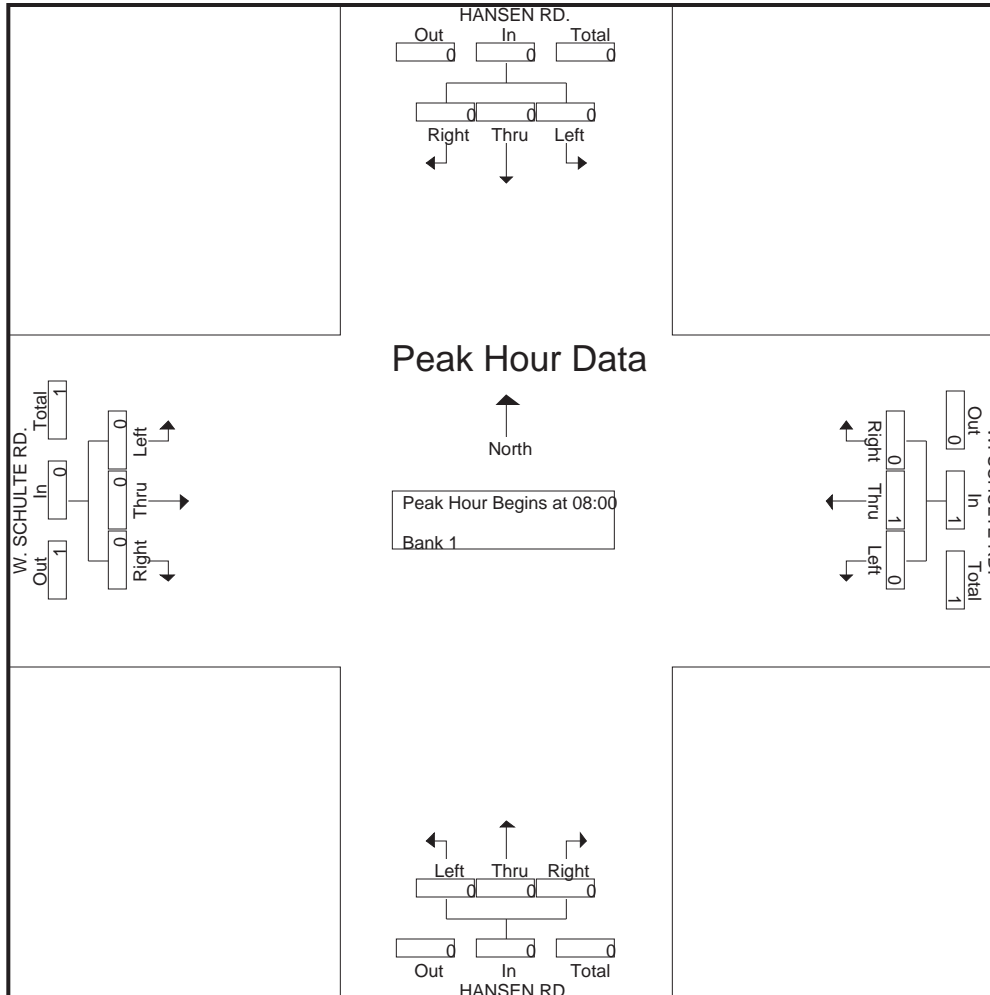 HANSEN RD.
Out In Total
0 0 0
0 0 0
Right Thru Left
Peak Hour Data
North
Peak Hour Begins at 08:00
Bank 1
W. SCHULTE RD.
Total In Out
1 0 1
0 0 0
Left Thru Right
Right Thru Left
0 1 0
Out In Total
0 1 1
Left Thru Right
0 0 0
0 0 0
Out In Total
HANSEN RD.